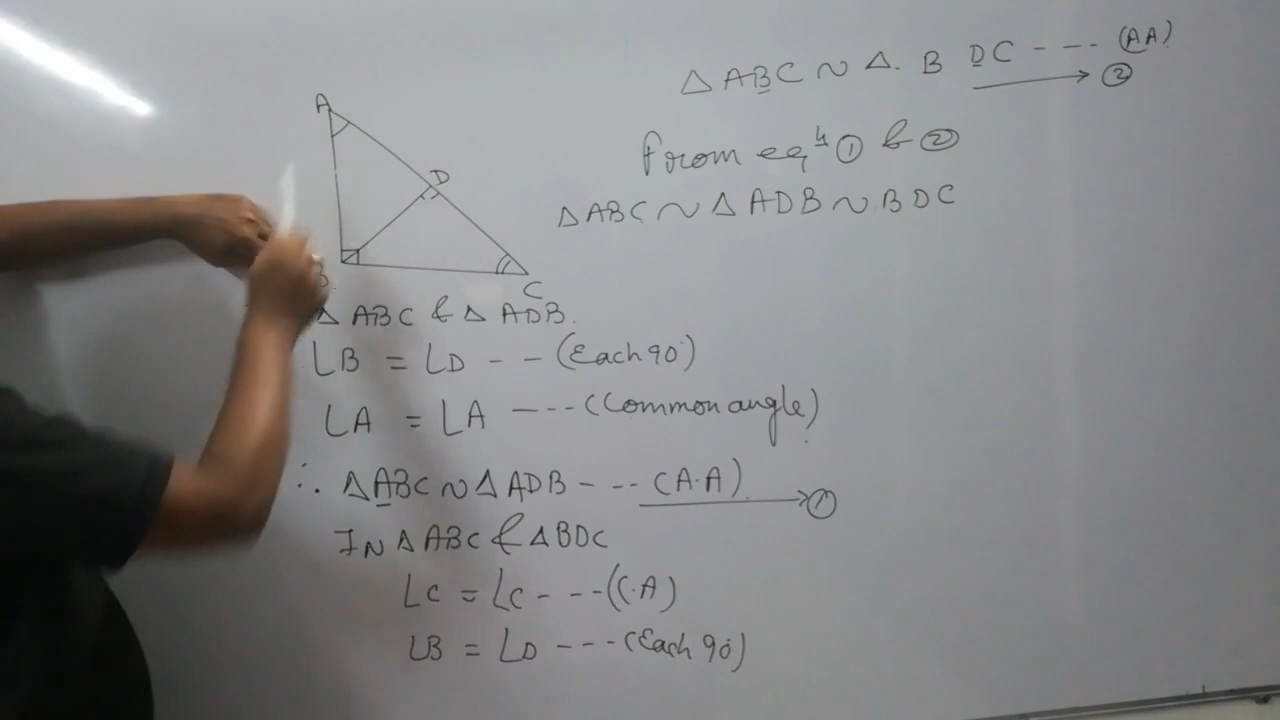 A
D
B
C
△ ABC & △ ADB.
∠B = ∠D - - (Each 90°)
∠A = ∠A ---- (Common angle)
∴ △ABC ~ △ADB - - -- (A.A) → ①
In △ABC & △BDC
∠C = ∠C - - - -(C.A)
∠B = ∠D - - - - (Each 90°)
△ ABC ~ △. BDC - - -- (AA) → ②
from eqⁿ ① & ②
△ABC ~ △ADB ~ BDC